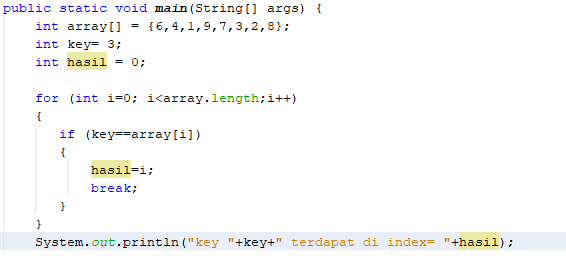 public static void main(String[] args) {
int array[] = {6,4,1,9,7,3,2,8};
int key= 3;
int hasil = 0;
for (int i=0; i<array.length;i++)
{
if (key==array[i])
{
hasil=i;
break;
}
}
System.out.println("key "+key+" terdapat di index= "+hasil);